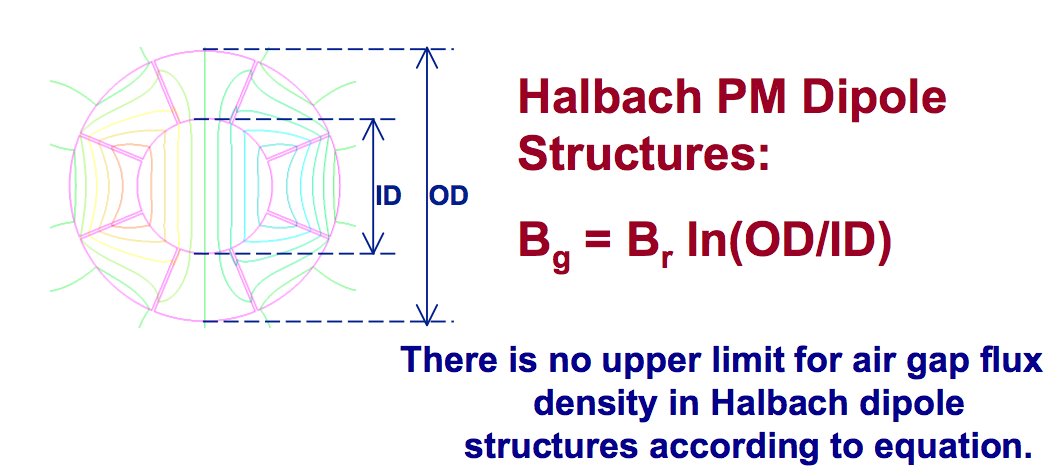 Halbach PM Dipole
Structures:
ID
OD
Bg = Br ln(OD/ID)
There is no upper limit for air gap flux
density in Halbach dipole
structures according to equation.